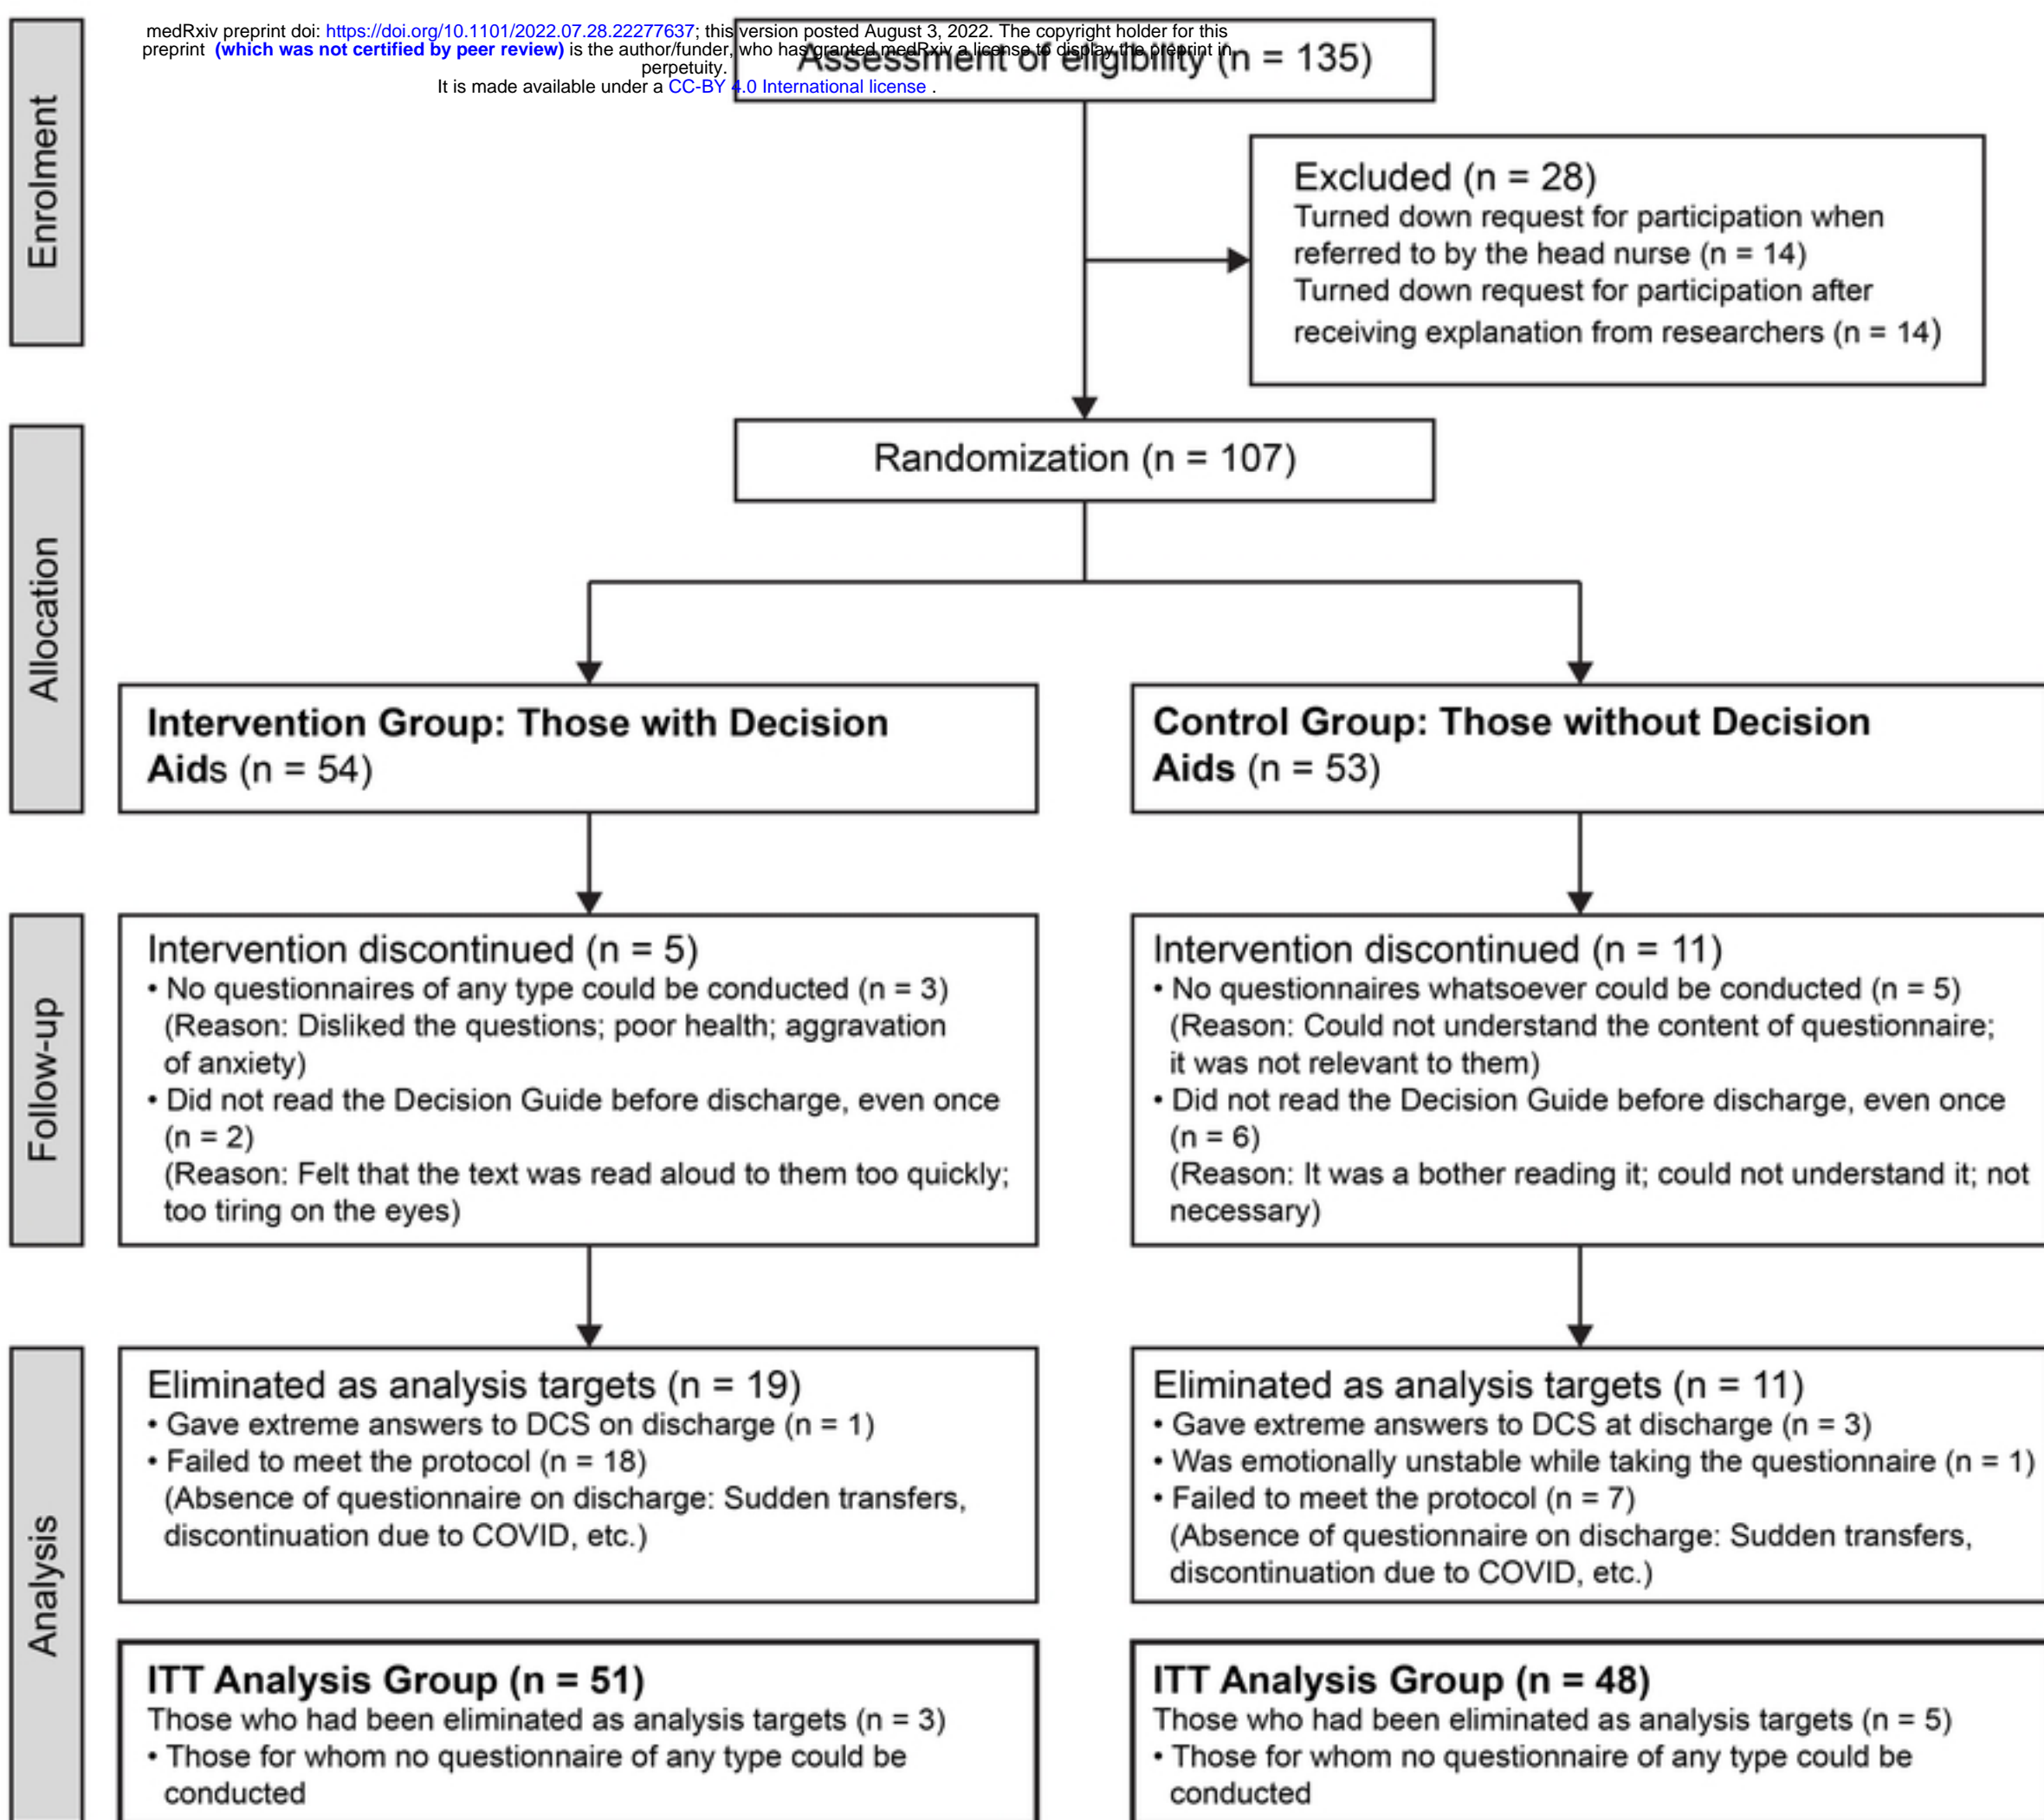 medRxiv preprint doi: https://doi.org/10.1101/2022.07.28.22277637; this version posted August 3, 2022. The copyright holder for this
preprint (which was not certified by peer review) is the author/funder, who has granted medRxiv a license to display the preprint in
perpetuity.
It is made available under a CC-BY 4.0 International license .
Assessment of eligibility (n = 135)
Enrolment
Excluded (n = 28)
Turned down request for participation when
referred to by the head nurse (n = 14)
Turned down request for participation after
receiving explanation from researchers (n = 14)
Randomization (n = 107)
Allocation
Intervention Group: Those with Decision
Aids (n = 54)
Control Group: Those without Decision
Aids (n = 53)
Follow-up
Intervention discontinued (n = 5)
• No questionnaires of any type could be conducted (n = 3)
(Reason: Disliked the questions; poor health; aggravation
of anxiety)
• Did not read the Decision Guide before discharge, even once
(n = 2)
(Reason: Felt that the text was read aloud to them too quickly;
too tiring on the eyes)
Intervention discontinued (n = 11)
• No questionnaires whatsoever could be conducted (n = 5)
(Reason: Could not understand the content of questionnaire;
it was not relevant to them)
• Did not read the Decision Guide before discharge, even once
(n = 6)
(Reason: It was a bother reading it; could not understand it; not
necessary)
Analysis
Eliminated as analysis targets (n = 19)
• Gave extreme answers to DCS on discharge (n = 1)
• Failed to meet the protocol (n = 18)
(Absence of questionnaire on discharge: Sudden transfers,
discontinuation due to COVID, etc.)
Eliminated as analysis targets (n = 11)
• Gave extreme answers to DCS at discharge (n = 3)
• Was emotionally unstable while taking the questionnaire (n = 1)
• Failed to meet the protocol (n = 7)
(Absence of questionnaire on discharge: Sudden transfers,
discontinuation due to COVID, etc.)
ITT Analysis Group (n = 51)
Those who had been eliminated as analysis targets (n = 3)
• Those for whom no questionnaire of any type could be
conducted
ITT Analysis Group (n = 48)
Those who had been eliminated as analysis targets (n = 5)
• Those for whom no questionnaire of any type could be
conducted